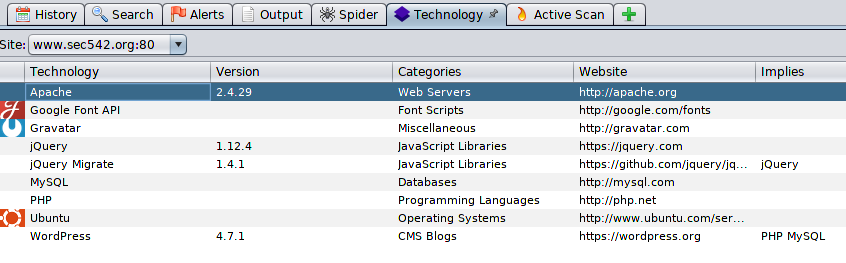 History Search Alerts Output Spider Technology Active Scan
Site: www.sec542.org:80
Technology Version Categories Website Implies
Apache 2.4.29 Web Servers http://apache.org
Google Font API Font Scripts http://google.com/fonts
Gravatar Miscellaneous http://gravatar.com
jQuery 1.12.4 JavaScript Libraries https://jquery.com
jQuery Migrate 1.4.1 JavaScript Libraries https://github.com/jquery/jq... jQuery
MySQL Databases http://mysql.com
PHP Programming Languages http://php.net
Ubuntu Operating Systems http://www.ubuntu.com/ser...
WordPress 4.7.1 CMS Blogs https://wordpress.org PHP MySQL